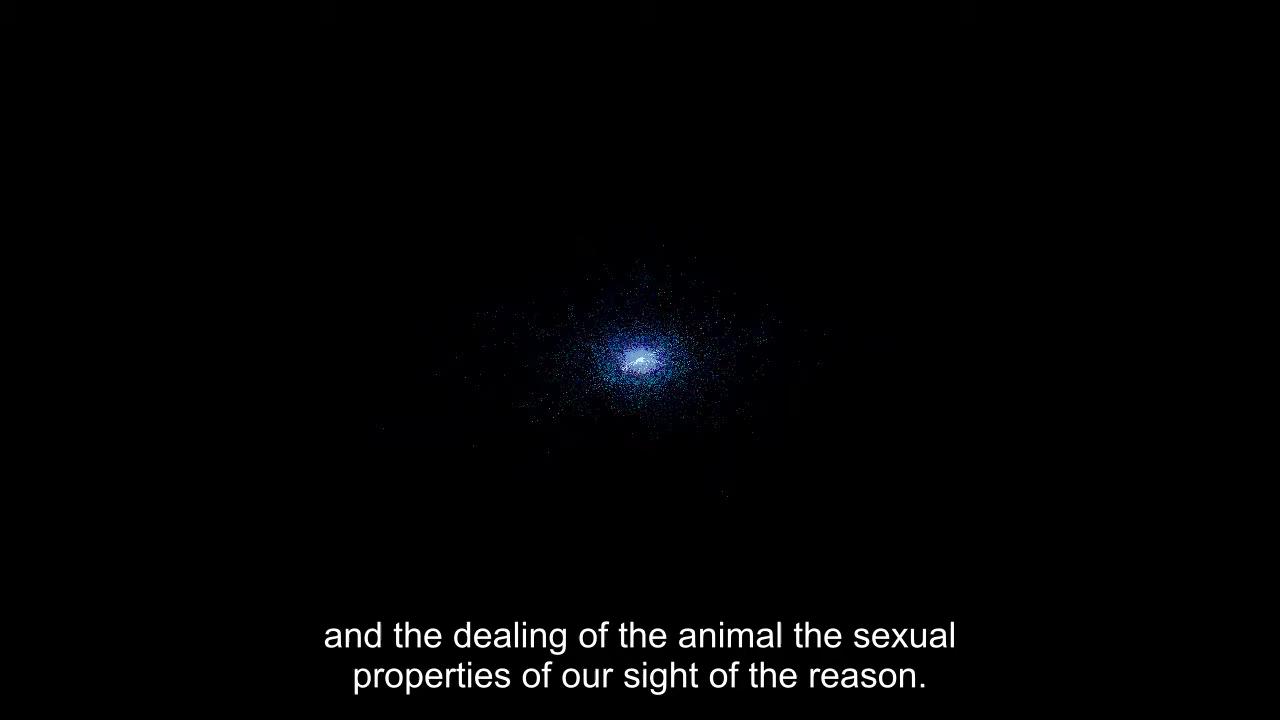 and the dealing of the animal the sexual
properties of our sight of the reason.